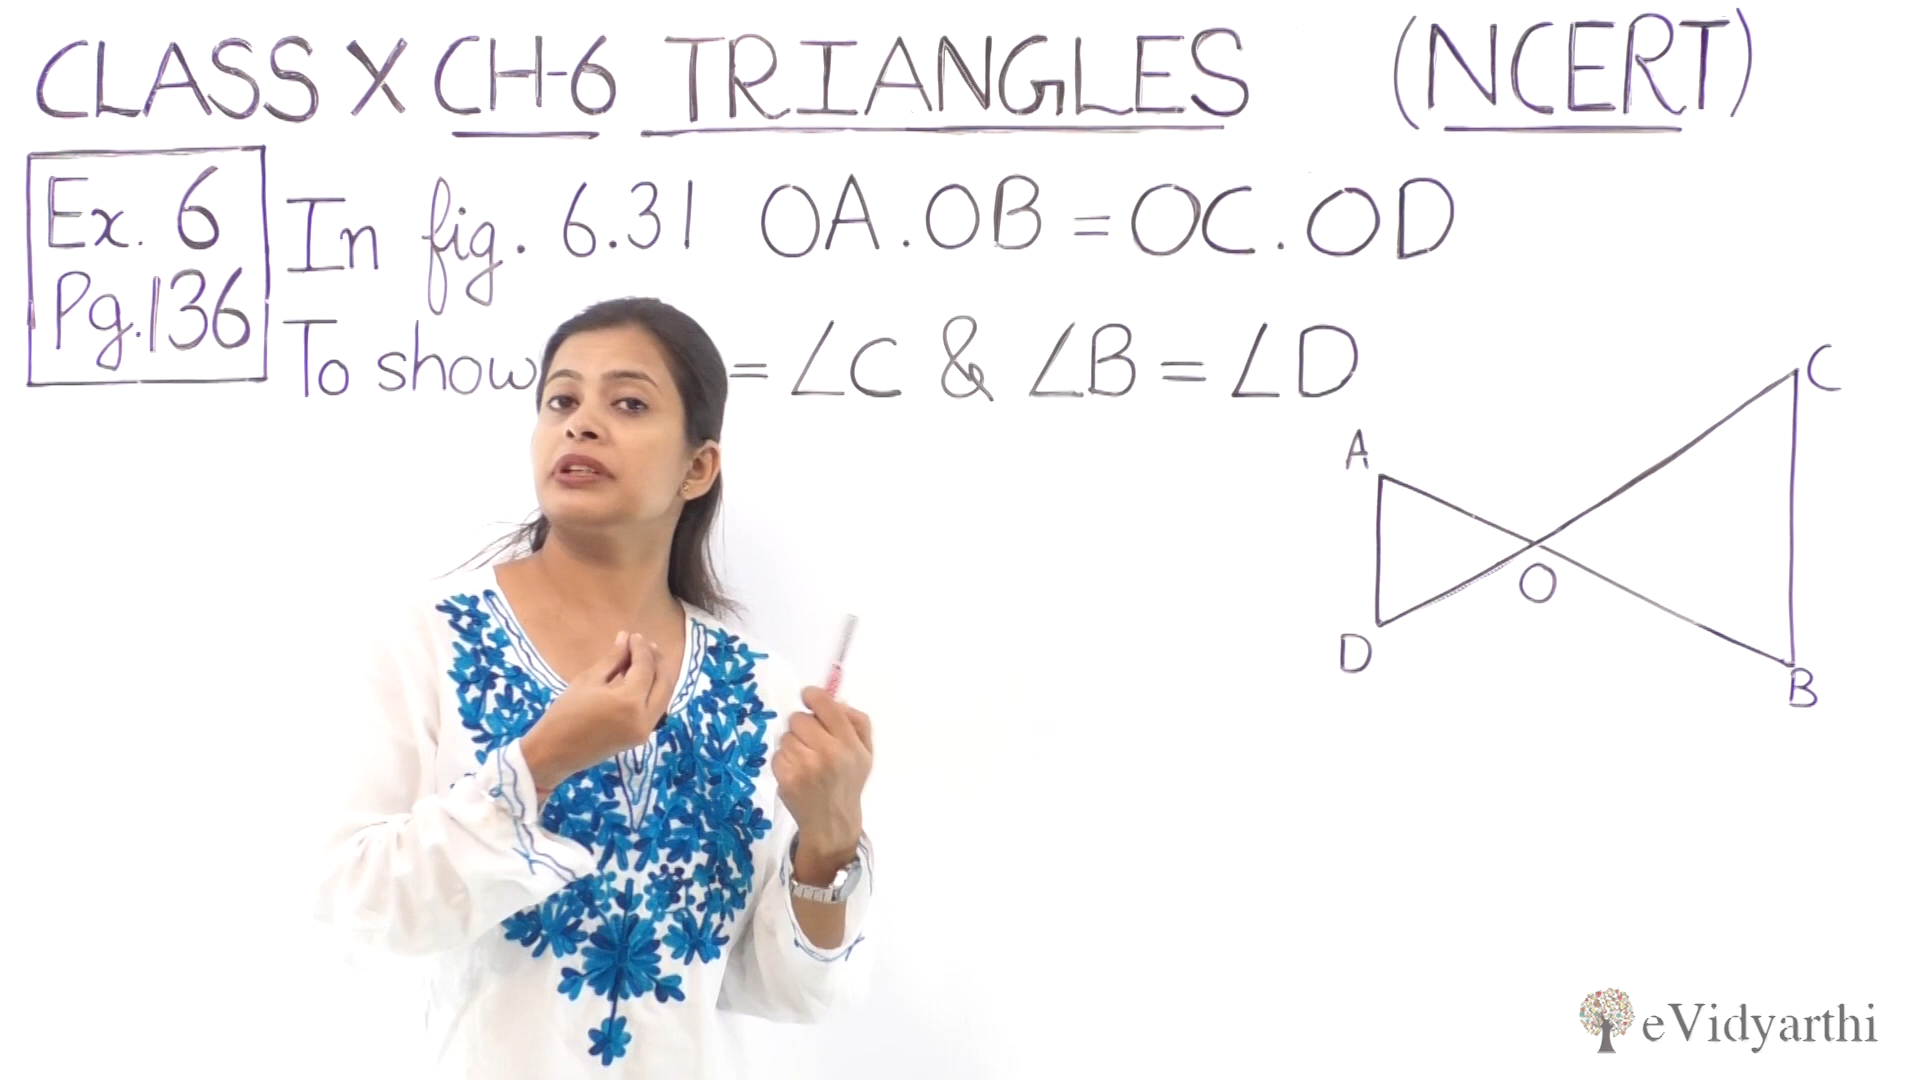 CLASS X CH-6 TRIANGLES (NCERT)
Ex. 6
Pg.136
In fig. 6.31 OA.OB = OC.OD
To show = ∠C & ∠B = ∠D
C
A
O
D
B
eVidyarthi